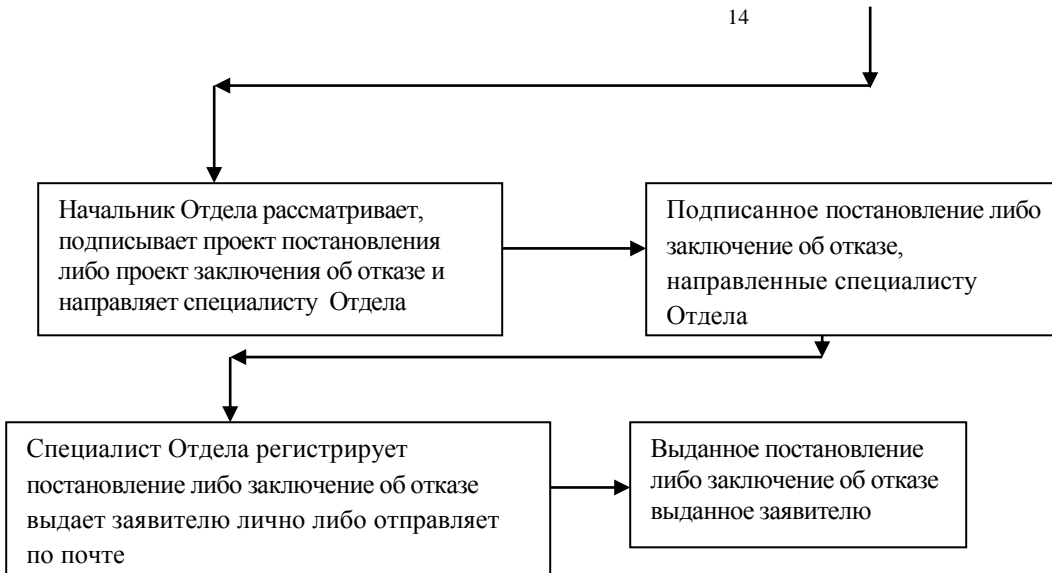 14
Начальник Отдела рассматривает,
подписывает проект постановления
либо проект заключения об отказе и
направляет специалисту Отдела
Подписанное постановление либо
заключение об отказе,
направленные специалисту
Отдела
Специалист Отдела регистрирует
постановление либо заключение об отказе
выдает заявителю лично либо отправляет
по почте
Выданное постановление
либо заключение об отказе
выданное заявителю